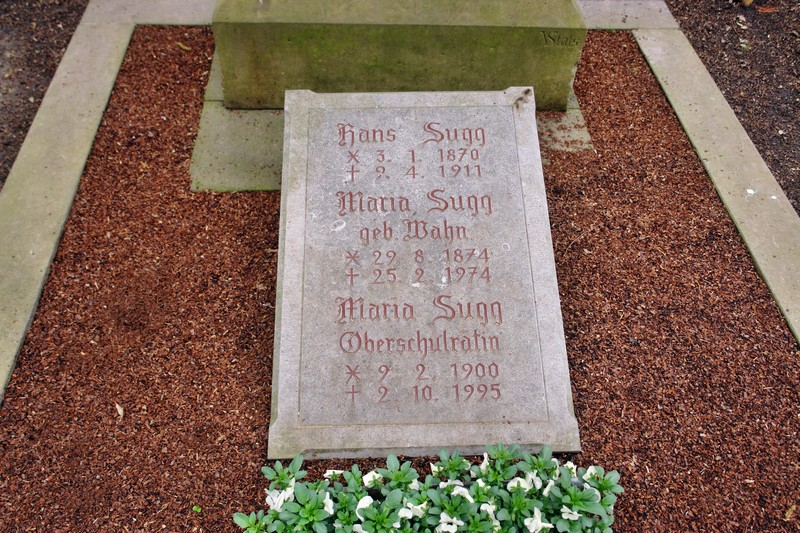 Hans Sugg
* 3. 1. 1870
† 9. 4. 1911
Maria Sugg
geb. Wahn
* 29. 8. 1874
† 25. 2. 1974
Maria Sugg
Oberschulrätin
* 9. 2. 1900
† 2. 10. 1995